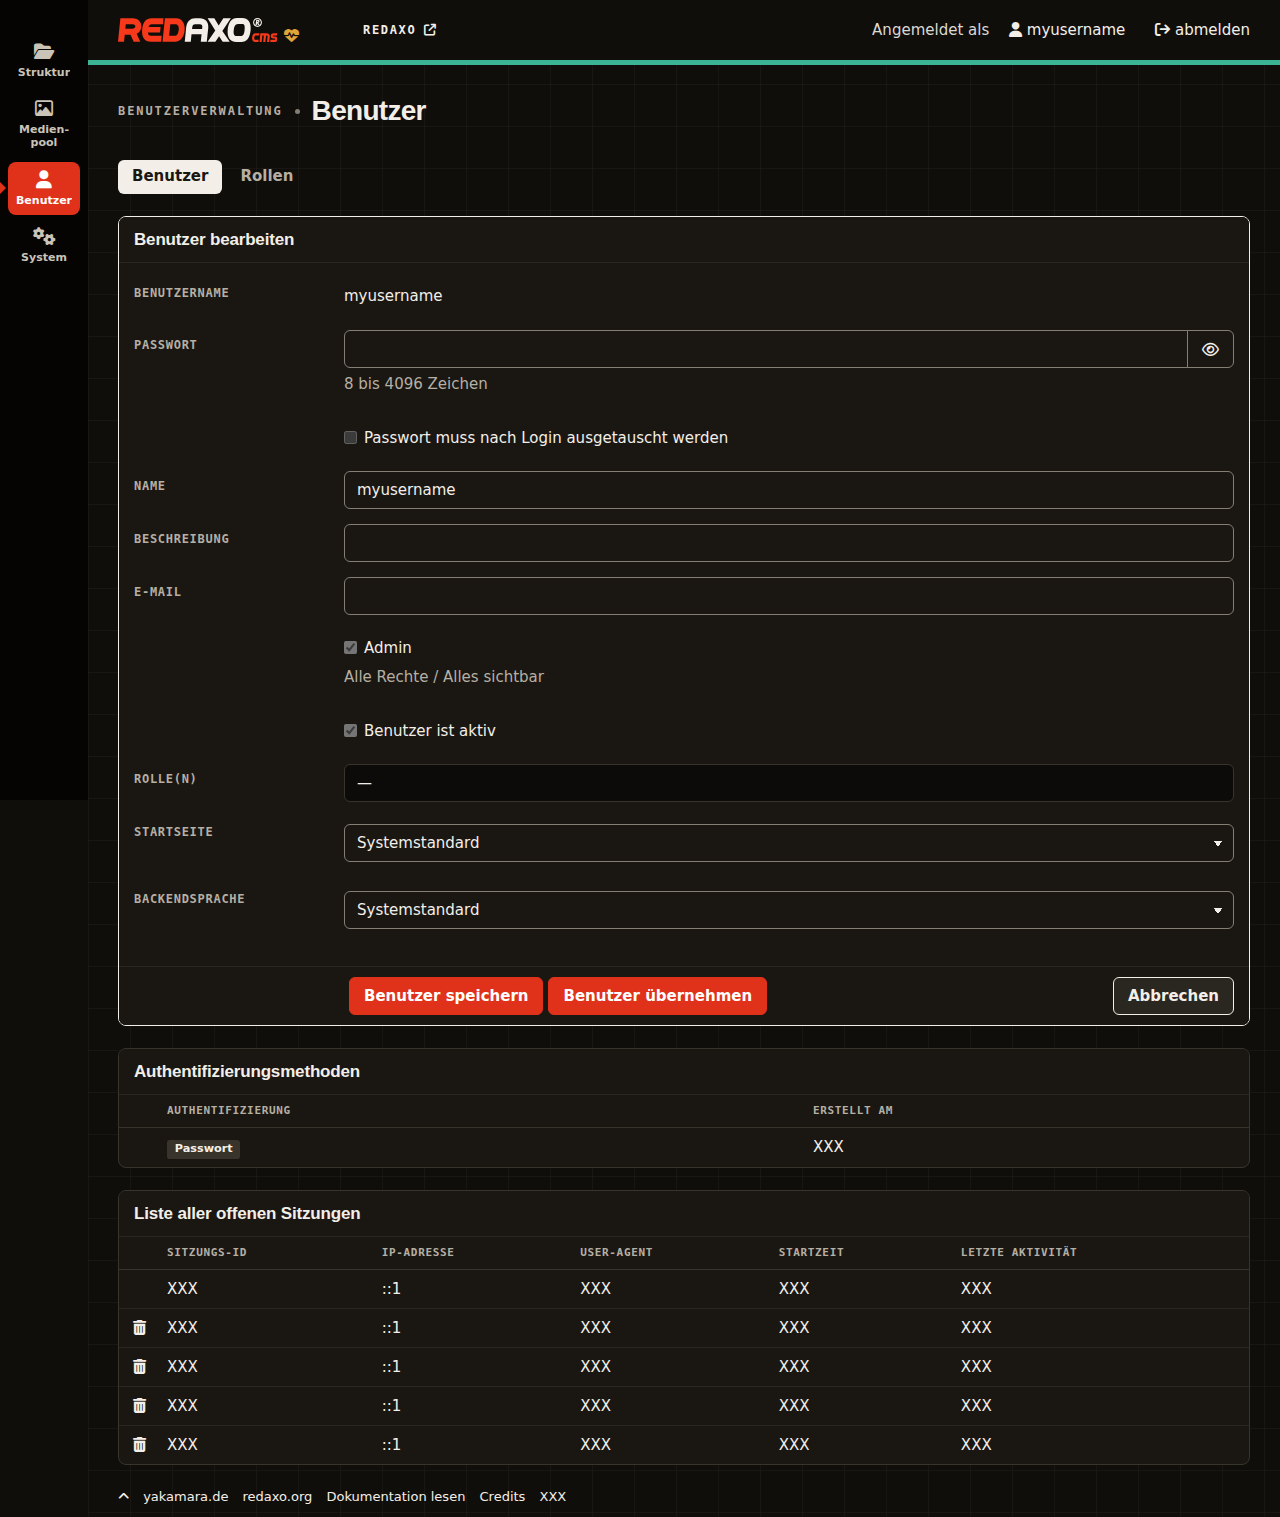 REDAXO® cms
REDAXO
Angemeldet als myusername abmelden
Struktur
Medien-
pool
Benutzer
System
BENUTZERVERWALTUNG • Benutzer
Benutzer Rollen
Benutzer bearbeiten
BENUTZERNAME myusername
PASSWORT
8 bis 4096 Zeichen
Passwort muss nach Login ausgetauscht werden
NAME myusername
BESCHREIBUNG
E-MAIL
Admin
Alle Rechte / Alles sichtbar
Benutzer ist aktiv
ROLLE(N) —
STARTSEITE Systemstandard
BACKENDSPRACHE Systemstandard
Benutzer speichern Benutzer übernehmen Abbrechen
Authentifizierungsmethoden
AUTHENTIFIZIERUNG ERSTELLT AM
Passwort XXX
Liste aller offenen Sitzungen
SITZUNGS-ID IP-ADRESSE USER-AGENT STARTZEIT LETZTE AKTIVITÄT
XXX ::1 XXX XXX XXX
XXX ::1 XXX XXX XXX
XXX ::1 XXX XXX XXX
XXX ::1 XXX XXX XXX
XXX ::1 XXX XXX XXX
yakamara.de redaxo.org Dokumentation lesen Credits XXX